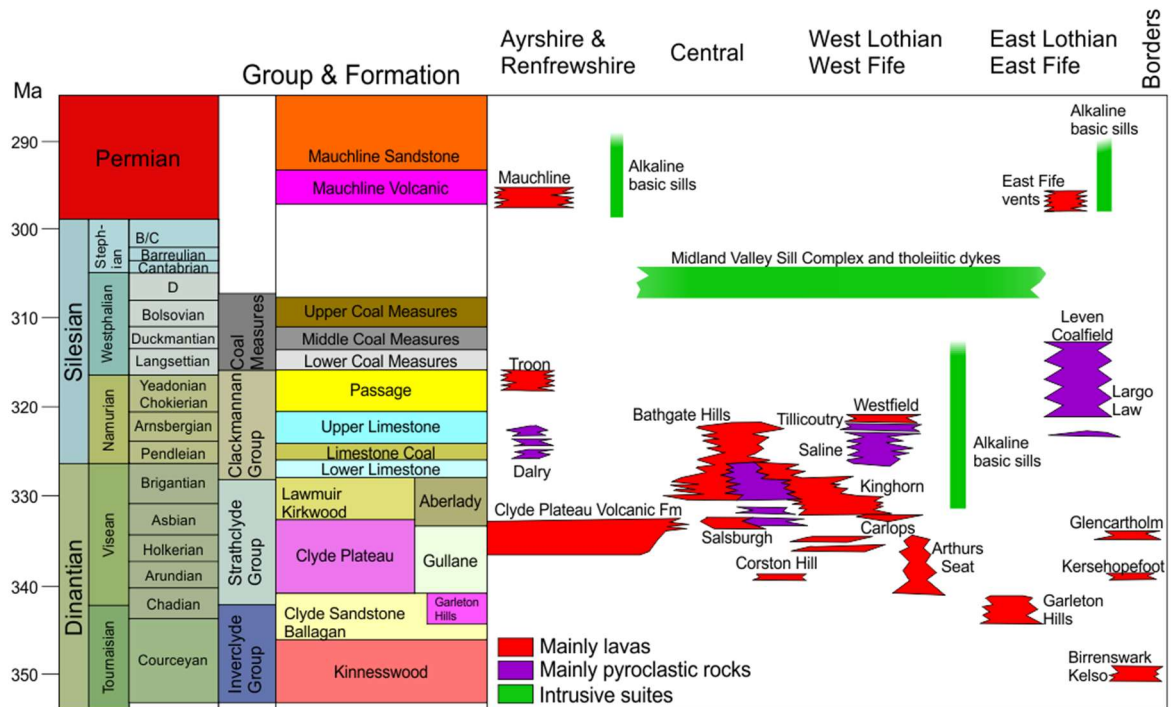 Ayrshire &
Renfrewshire
Central
West Lothian
West Fife
East Lothian
East Fife
Borders
Group & Formation
Ma
290
300
310
320
330
340
350
Permian
Silesian
Dinantian
Steph-
ian
Westphalian
Namurian
Visean
Tournaisian
B/C
Barreulian
Cantabrian
D
Bolsovian
Duckmantian
Langsettian
Yeadonian
Chokierian
Arnsbergian
Pendleian
Brigantian
Asbian
Holkerian
Arundian
Chadian
Courceyan
Coal
Measures
Clackmannan
Group
Strathclyde
Group
Inverclyde
Group
Mauchline Sandstone
Mauchline Volcanic
Upper Coal Measures
Middle Coal Measures
Lower Coal Measures
Passage
Upper Limestone
Limestone Coal
Lower Limestone
Lawmuir
Kirkwood
Aberlady
Clyde Plateau
Gullane
Clyde Sandstone
Ballagan
Garleton
Hills
Kinnesswood
Mauchline
Alkaline
basic sills
East Fife
vents
Alkaline
basic sills
Midland Valley Sill Complex and tholeiitic dykes
Troon
Dalry
Clyde Plateau Volcanic Fm
Bathgate Hills
Salsburgh
Corston Hill
Westfield
Tillicoutry
Saline
Kinghorn
Carlops
Arthurs
Seat
Alkaline
basic sills
Leven
Coalfield
Largo
Law
Glencartholm
Kersehopefoot
Garleton
Hills
Birrenswark
Kelso
Mainly lavas
Mainly pyroclastic rocks
Intrusive suites